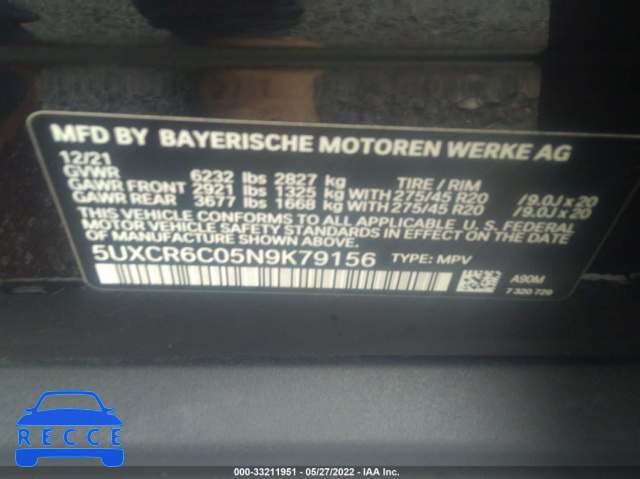 MFD BY BAYERISCHE MOTOREN WERKE AG
12/21
GVWR 6232 lbs 2827 kg TIRE / RIM
GAWR FRONT 2921 lbs 1325 kg WITH 275/45 R20 /9.0J x 20
GAWR REAR 3677 lbs 1668 kg WITH 275/45 R20 /9.0J x 20
THIS VEHICLE CONFORMS TO ALL APPLICABLE U.S. FEDERAL
MOTOR VEHICLE SAFETY STANDARDS IN EFFECT ON THE DATE
OF MANUFACTURE SHOWN ABOVE.
5UXCR6C05N9K79156 TYPE: MPV
A90M
7 320 729
RECCE
000-33211951 - 05/27/2022 - IAA Inc.